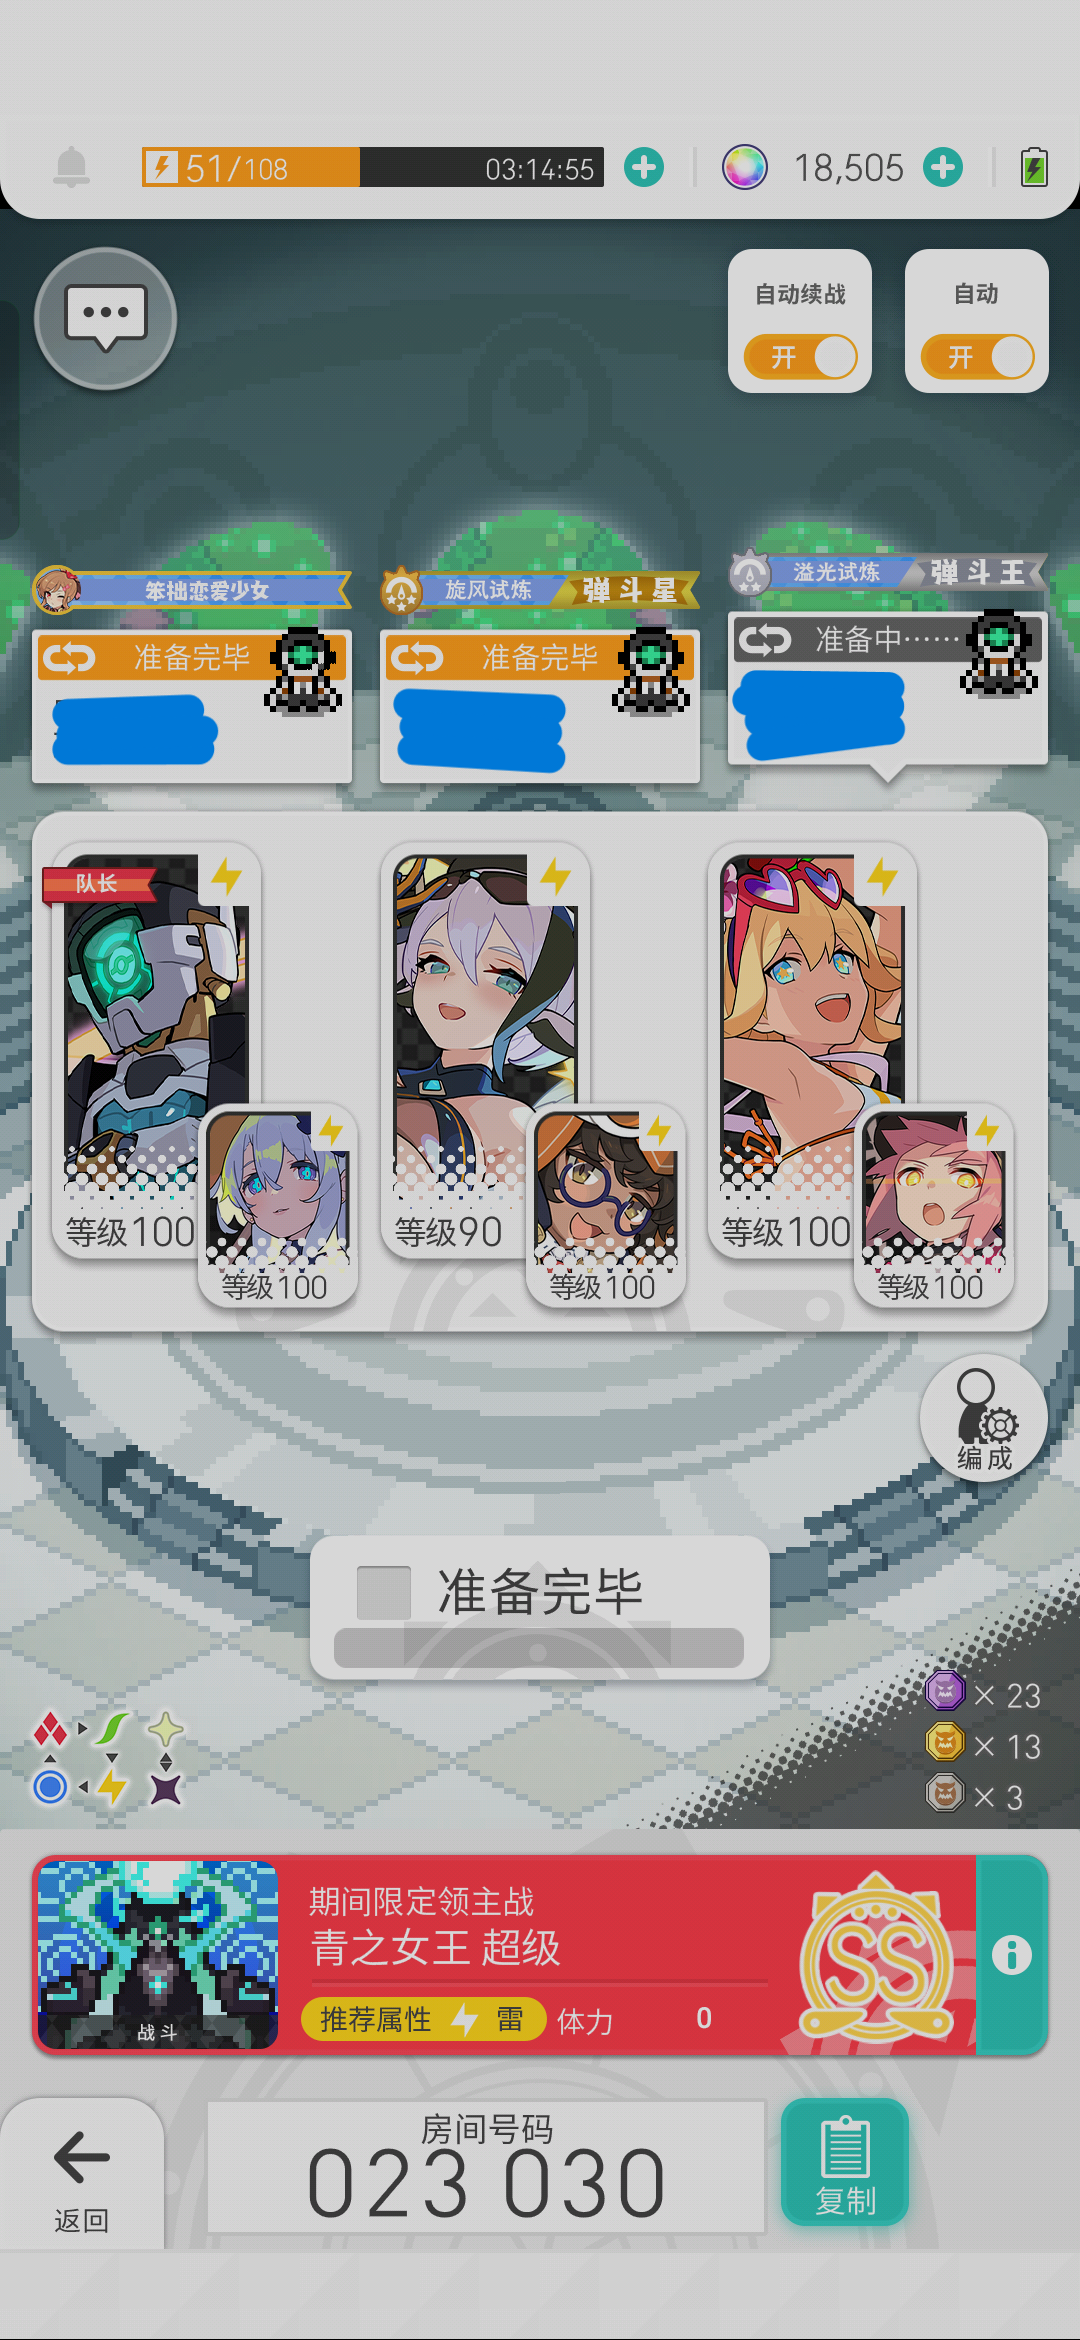 51/108
03:14:55
18,505
自动续战
自动
开
开
笨拙恋爱少女
旋风试炼
弹斗星
溢光试炼
弹斗王
准备完毕
准备完毕
准备中……
队长
等级100
等级100
等级90
等级100
等级100
等级100
编成
准备完毕
× 23
× 13
× 3
期间限定领主战
青之女王 超级
SS
推荐属性 雷 体力 0
战斗
房间号码
023 030
返回
复制